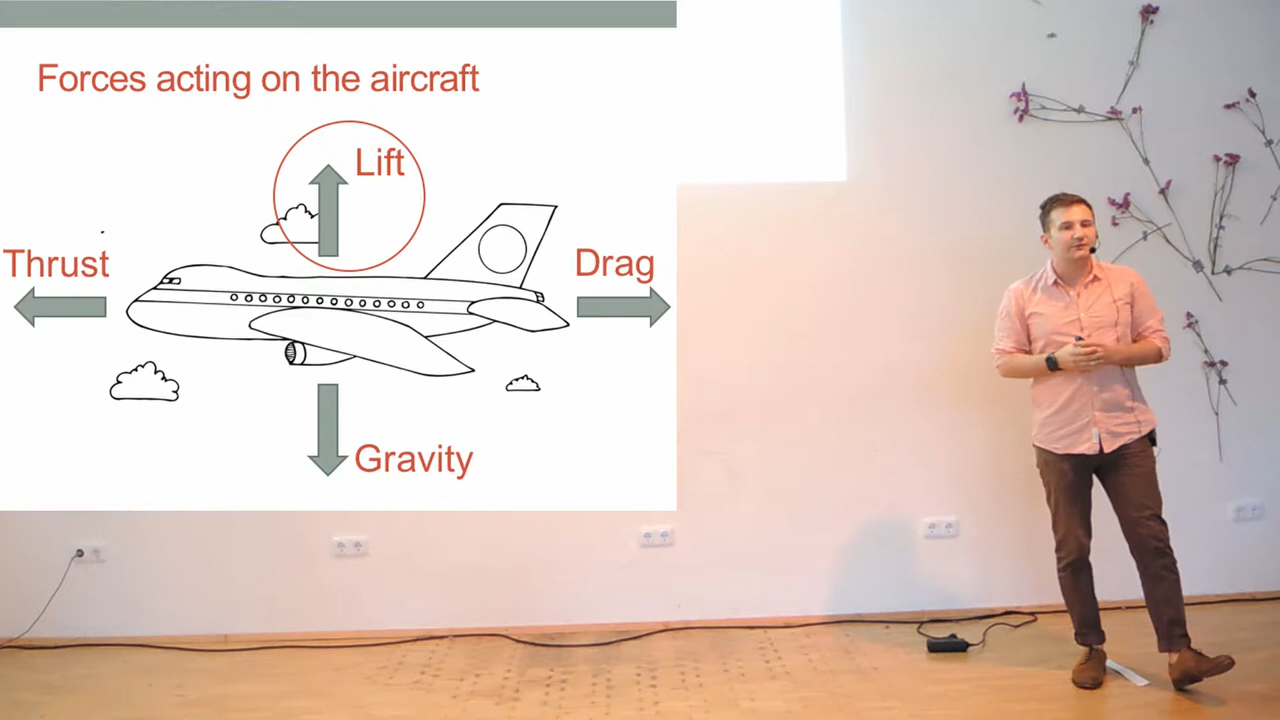 Forces acting on the aircraft
Lift
Thrust
Drag
Gravity